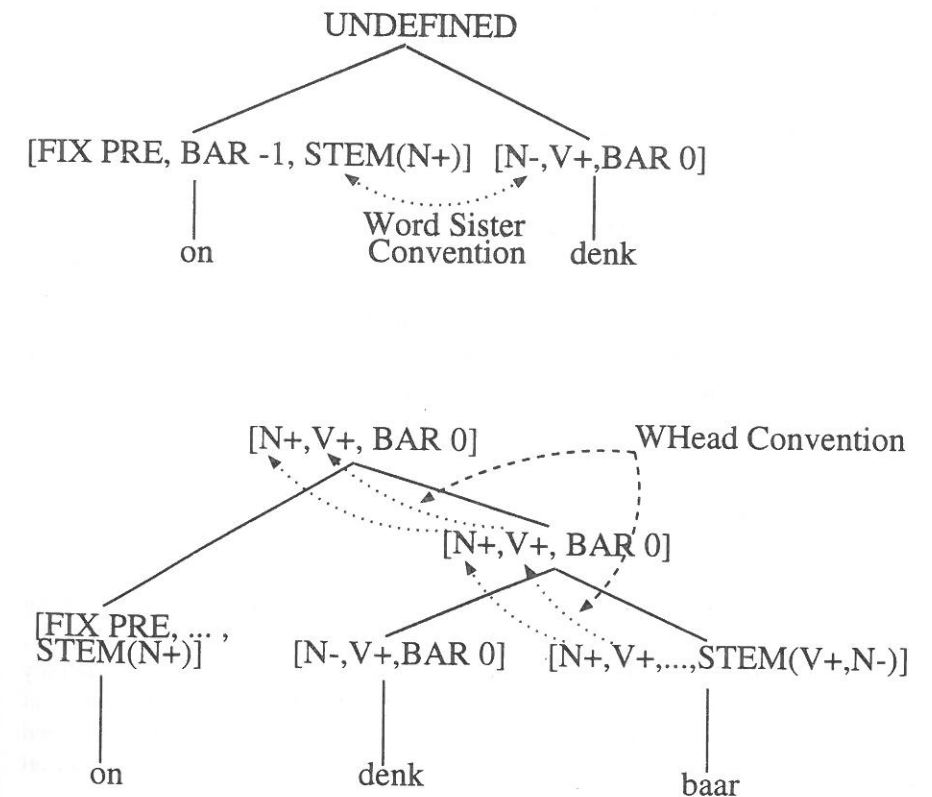 UNDEFINED
[FIX PRE, BAR -1, STEM(N+)] [N-,V+,BAR 0]
Word Sister
Convention
on
denk
[N+,V+, BAR 0]
WHead Convention
[N+,V+, BAR 0]
[FIX PRE, ... ,
STEM(N+)]
[N-,V+,BAR 0]
[N+,V+,...,STEM(V+,N-)]
on
denk
baar